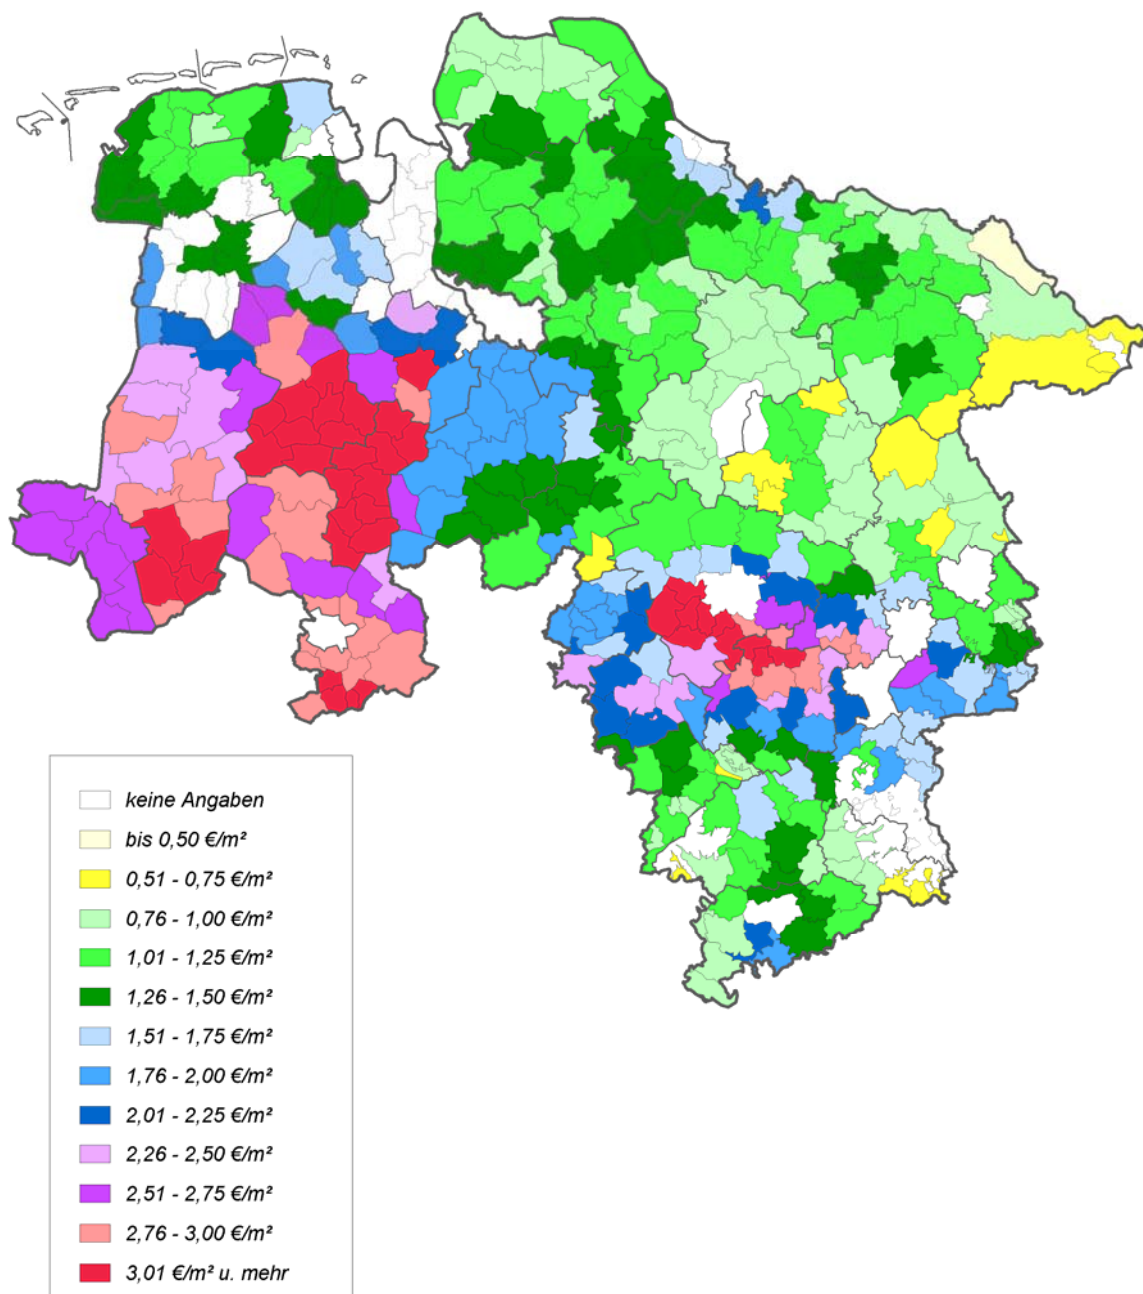 keine Angaben
bis 0,50 €/m²
0,51 - 0,75 €/m²
0,76 - 1,00 €/m²
1,01 - 1,25 €/m²
1,26 - 1,50 €/m²
1,51 - 1,75 €/m²
1,76 - 2,00 €/m²
2,01 - 2,25 €/m²
2,26 - 2,50 €/m²
2,51 - 2,75 €/m²
2,76 - 3,00 €/m²
3,01 €/m² u. mehr